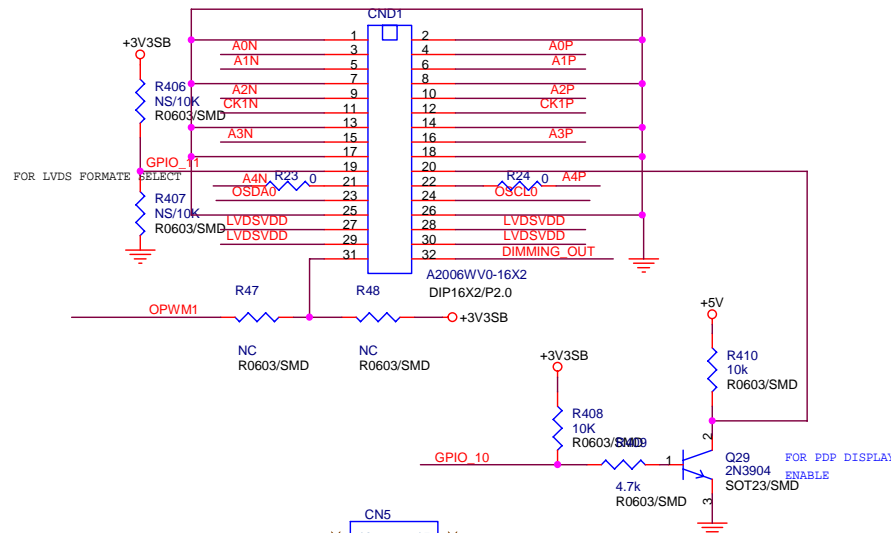 CND1
+3V3SB
1 2
A0N 3 4 A0P
A1N 5 6 A1P
7 8
A2N 9 10 A2P
CK1N 11 12 CK1P
13 14
A3N 15 16 A3P
17 18
GPIO_11 19 20
A4N R23 0 21 22 R24 0 A4P
OSDA0 23 24 OSCL0
25 26
LVDSVDD 27 28 LVDSVDD
LVDSVDD 29 30 LVDSVDD
31 32 DIMMING_OUT
R406
NS/10K
R0603/SMD
FOR LVDS FORMATE SELECT
R407
NS/10K
R0603/SMD
A2006WV0-16X2
DIP16X2/P2.0
R47
R48
OPWM1
+3V3SB
NC
R0603/SMD
NC
R0603/SMD
+5V
R410
10k
R0603/SMD
+3V3SB
R408
10K
R0603/SMD
R409
GPIO_10
4.7k
R0603/SMD
1
2
3
Q29
2N3904
SOT23/SMD
FOR PDP DISPLAY
ENABLE
CN5